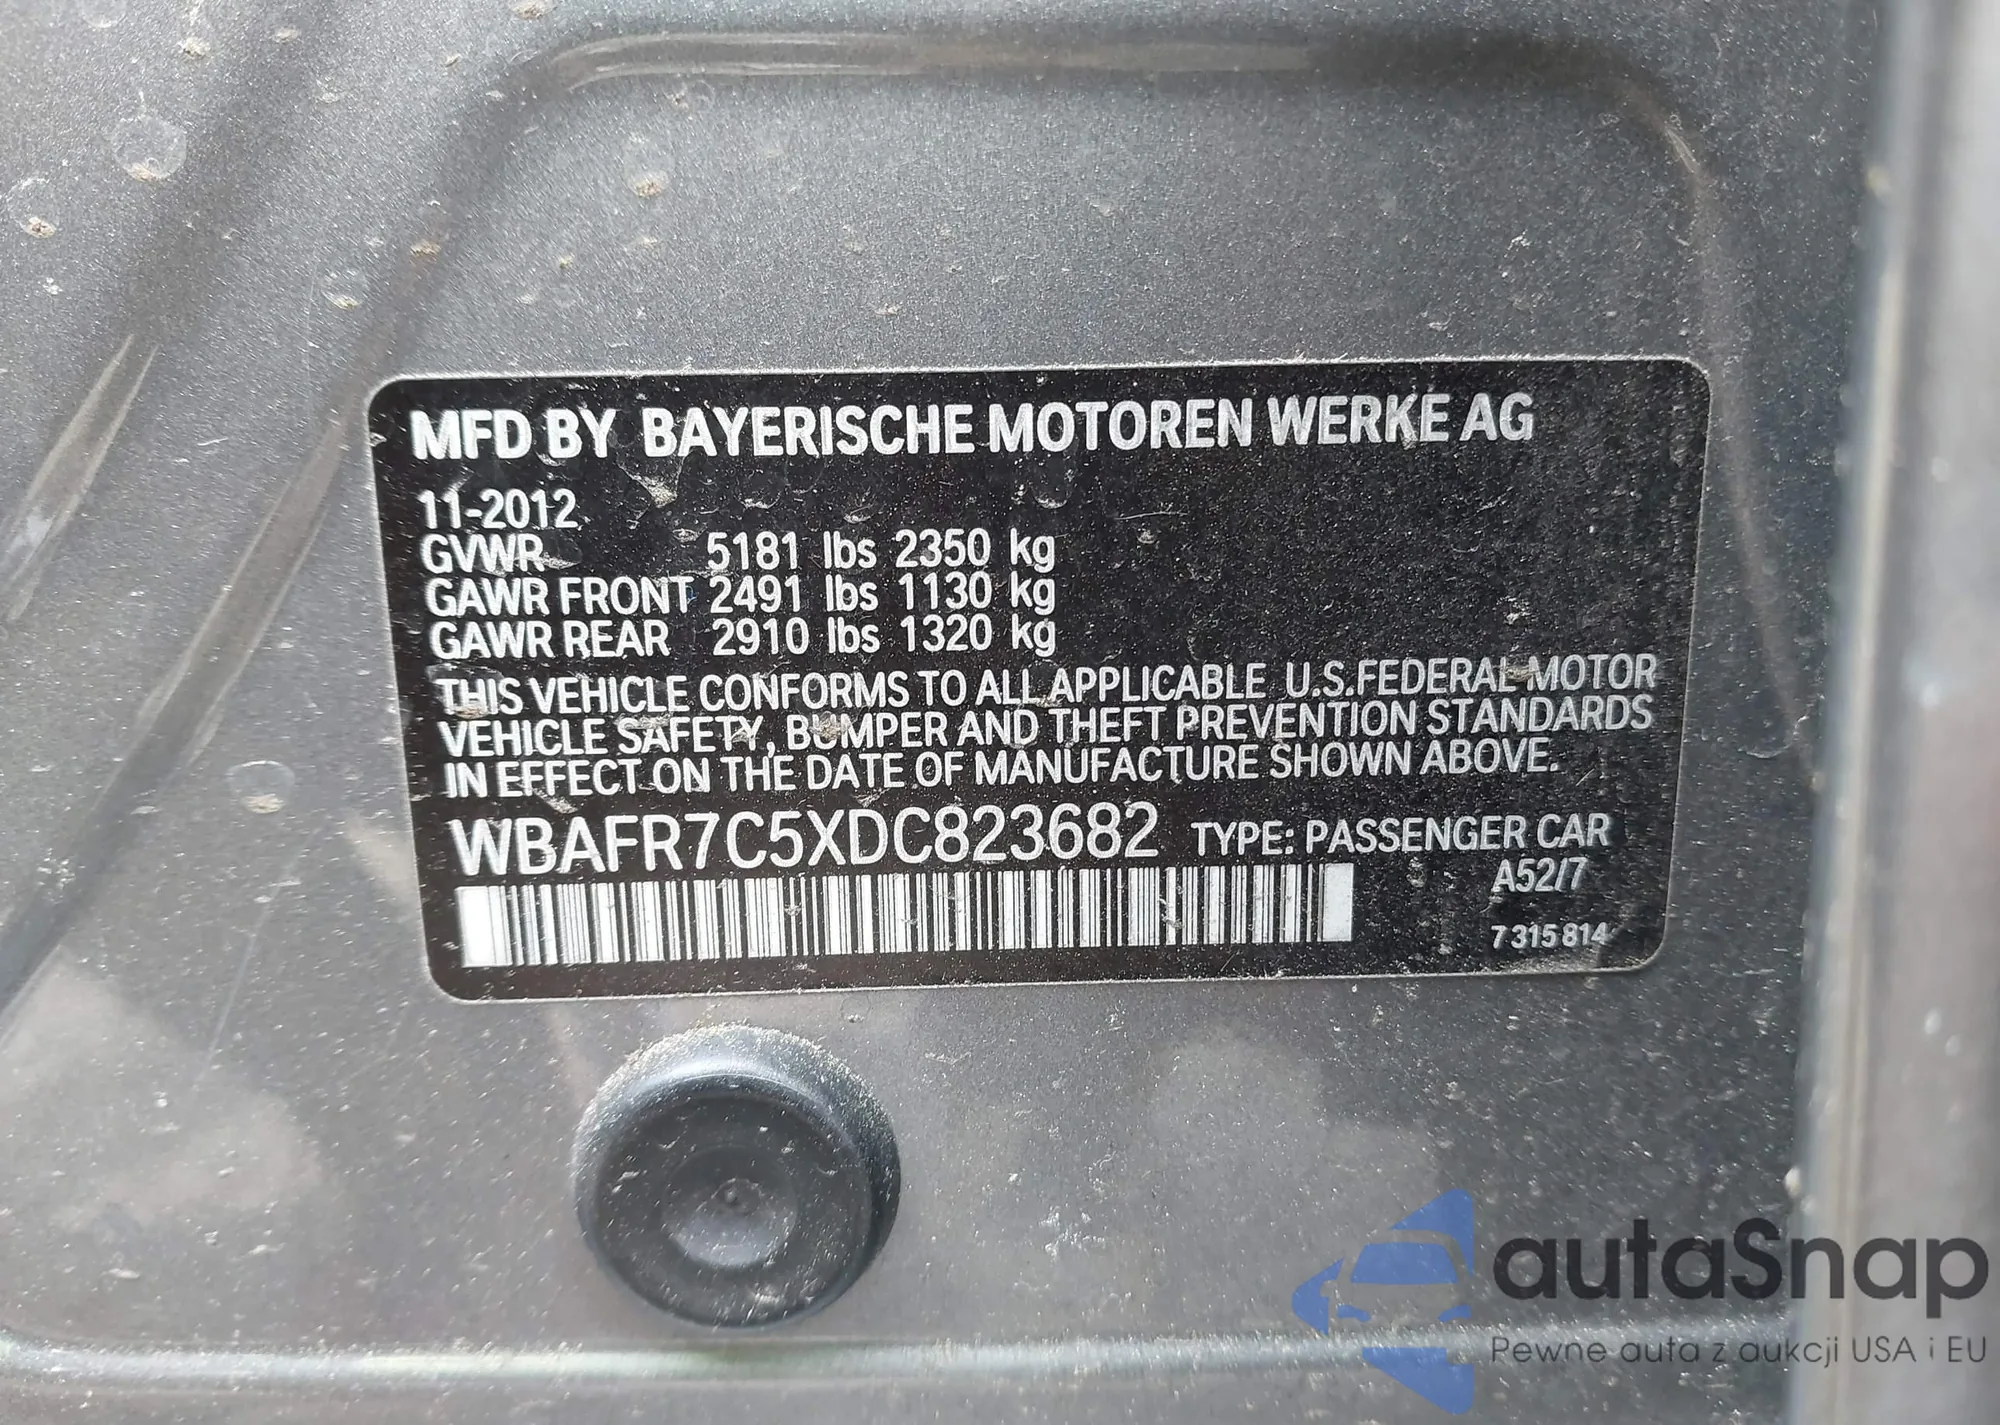 MFD BY BAYERISCHE MOTOREN WERKE AG
11-2012
GVWR 5181 lbs 2350 kg
GAWR FRONT 2491 lbs 1130 kg
GAWR REAR 2910 lbs 1320 kg
THIS VEHICLE CONFORMS TO ALL APPLICABLE U.S.FEDERAL MOTOR
VEHICLE SAFETY, BUMPER AND THEFT PREVENTION STANDARDS
IN EFFECT ON THE DATE OF MANUFACTURE SHOWN ABOVE.
WBAFR7C5XDC823682 TYPE: PASSENGER CAR
A52/7
7 315 814
autaSnap
Pewne auta z aukcji USA i EU